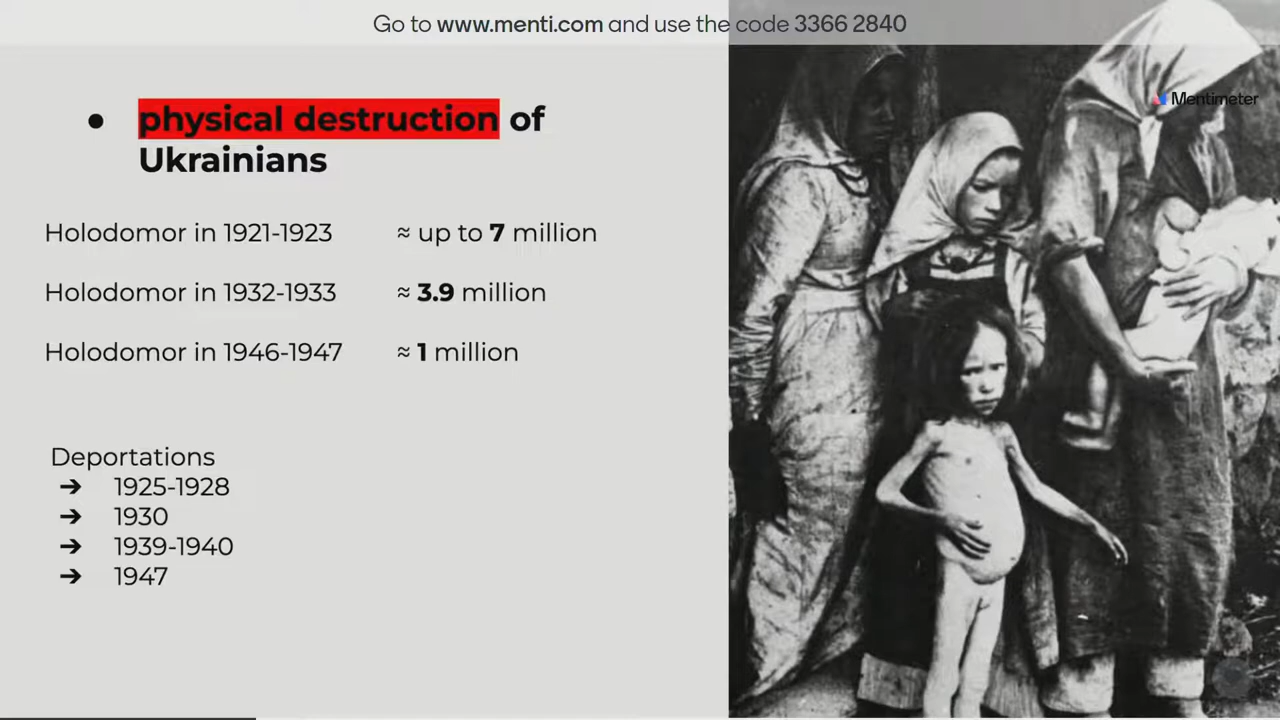 Go to www.menti.com and use the code 3366 2840
Mentimeter
● physical destruction of
Ukrainians
Holodomor in 1921-1923 ≈ up to 7 million
Holodomor in 1932-1933 ≈ 3.9 million
Holodomor in 1946-1947 ≈ 1 million
Deportations
➔ 1925-1928
➔ 1930
➔ 1939-1940
➔ 1947